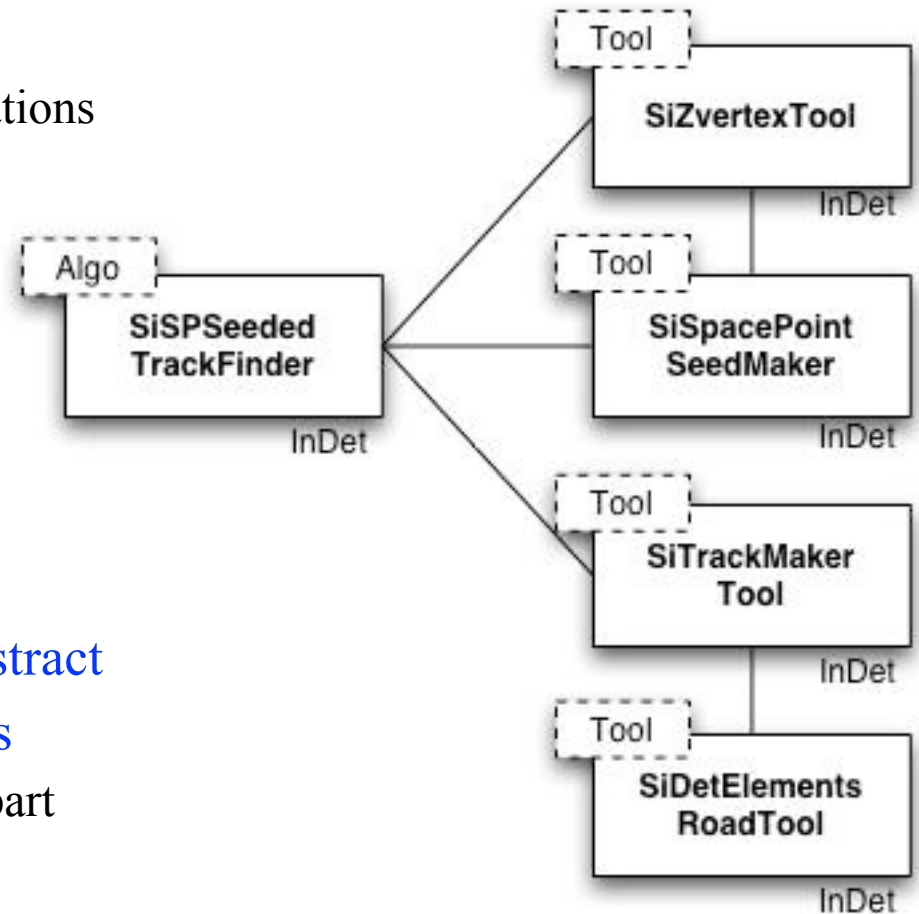 Tool
SiZvertexTool
InDet
Algo
SiSPSeeded
TrackFinder
InDet
Tool
SiSpacePoint
SeedMaker
InDet
Tool
SiTrackMaker
Tool
InDet
Tool
SiDetElements
RoadTool
InDet
tions
stract
s
part